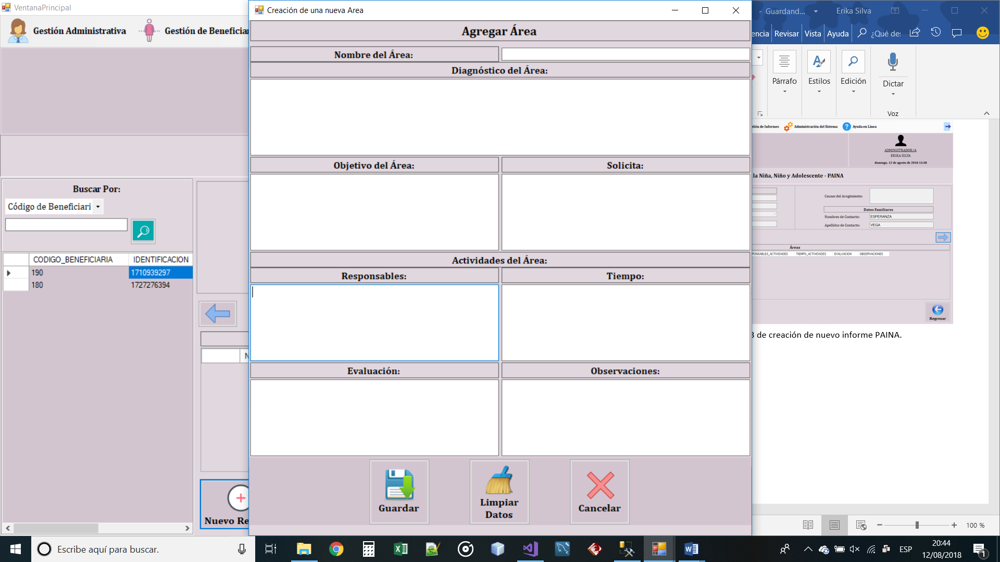 VentanaPrincipal
Gestión Administrativa
Gestión de Beneficiar
Buscar Por:
Código de Beneficiari
CODIGO_BENEFICIARIA IDENTIFICACION
190 1710939297
180 1727276394
Nuevo Re
Creación de una nueva Area
Agregar Área
Nombre del Área:
Diagnóstico del Área:
Objetivo del Área: Solicita:
Actividades del Área:
Responsables: Tiempo:
Evaluación: Observaciones:
Guardar
Limpiar
Datos
Cancelar
- Guardand...
Erika Silva
encia Revisar Vista Ayuda ¿Qué de:
Párrafo Estilos Edición Dictar
Voz
tión de Informes Administración del Sistema Ayuda en Línea
ADMINISTRADOR/A
ERIKA SILVA
domingo, 12 de agosto de 2018 15:38
la Niña, Niño y Adolescente - PAINA
Causas del Acogimiento:
Datos Familiares
Nombres de Contacto: ESPERANZA
Apellidos de Contacto: VEGA
Áreas
PONSABLES_ACTIVIDADES TIEMPO_ACTIVIDADES EVALUACION OBSERVACIONES
Regresar
3 de creación de nuevo informe PAINA.
100 %
Escribe aquí para buscar.
ESP
20:44
12/08/2018
1